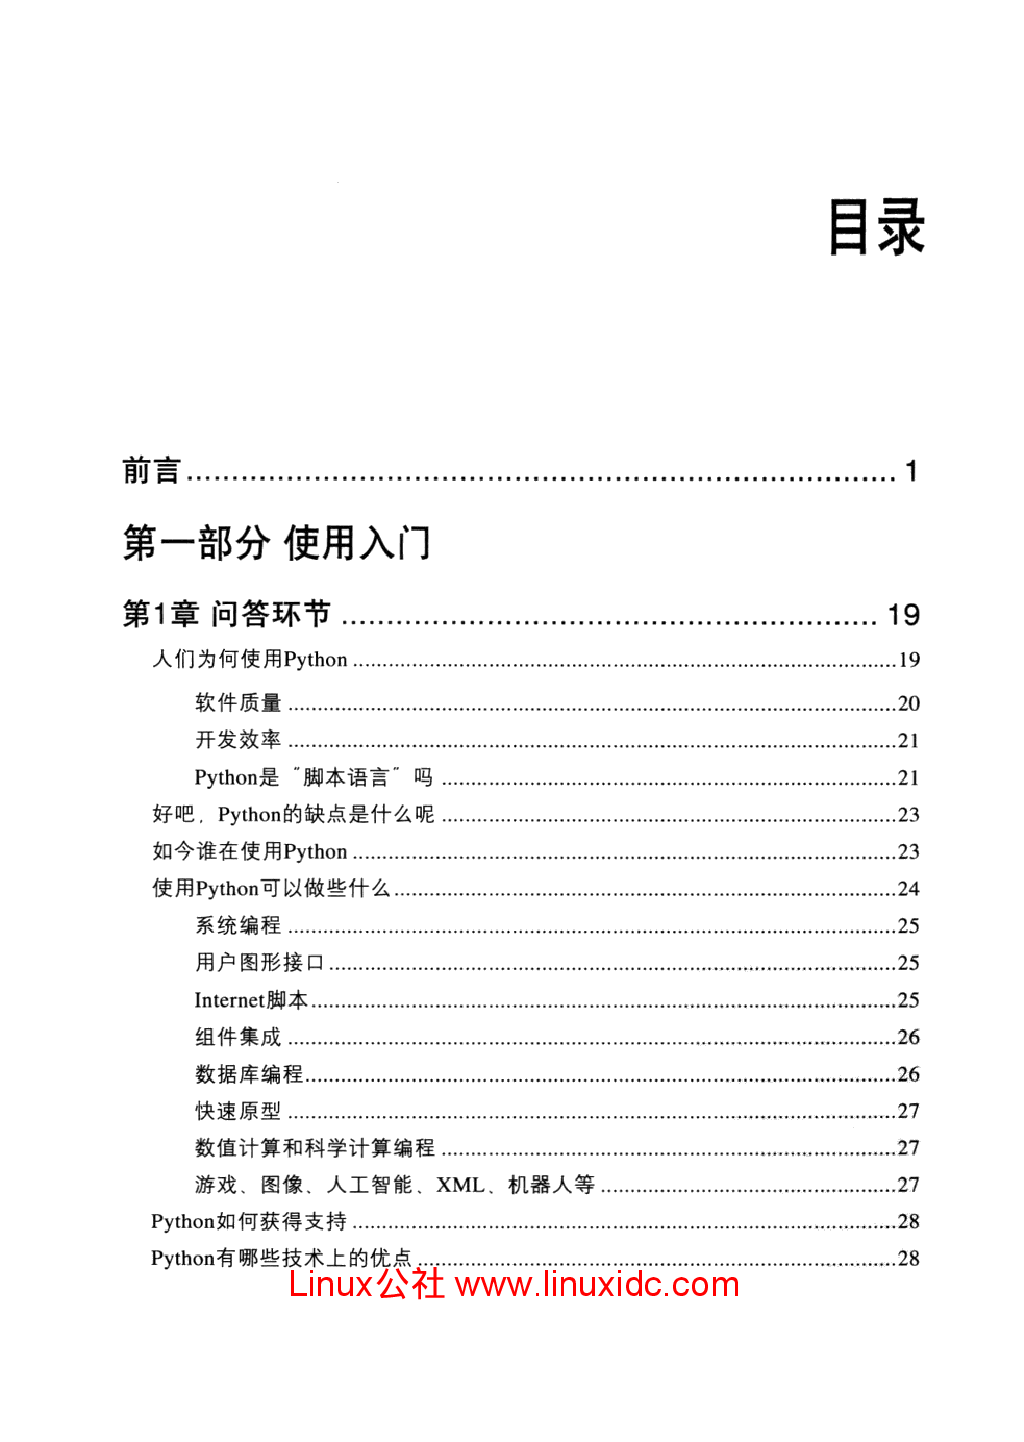 目录
前言 1
第一部分 使用入门
第1章 问答环节 19
人们为何使用Python 19
软件质量 20
开发效率 21
Python是“脚本语言”吗 21
好吧，Python的缺点是什么呢 23
如今谁在使用Python 23
使用Python可以做些什么 24
系统编程 25
用户图形接口 25
Internet脚本 25
组件集成 26
数据库编程 26
快速原型 27
数值计算和科学计算编程 27
游戏、图像、人工智能、XML、机器人等 27
Python如何获得支持 28
Python有哪些技术上的优点 28
Linux公社 www.linuxidc.com